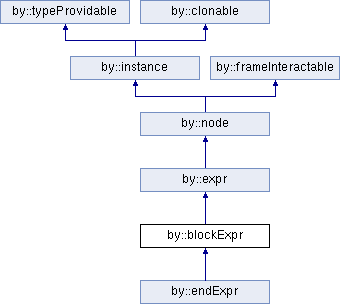 by::typeProvidable
by::clonable
by::instance
by::frameInteractable
by::node
by::expr
by::blockExpr
by::endExpr